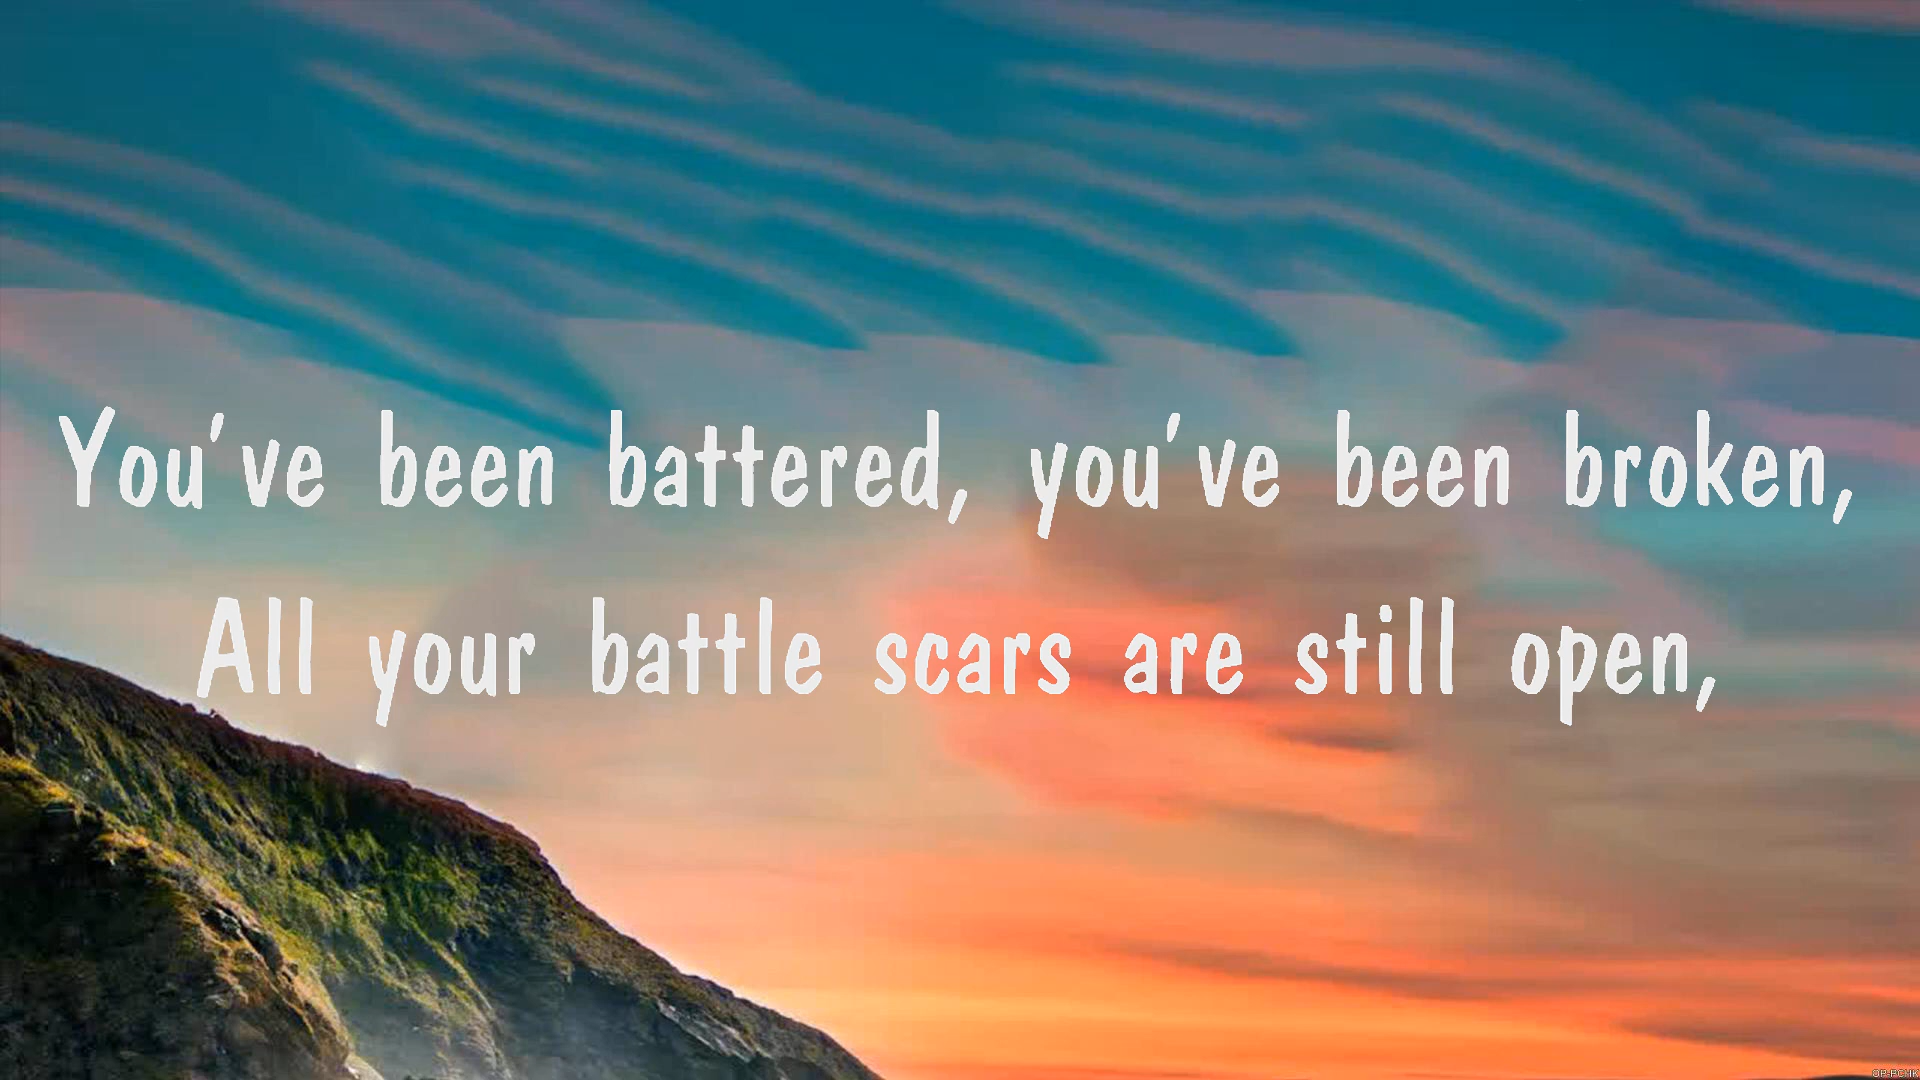 You've been battered, you've been broken,
All your battle scars are still open,